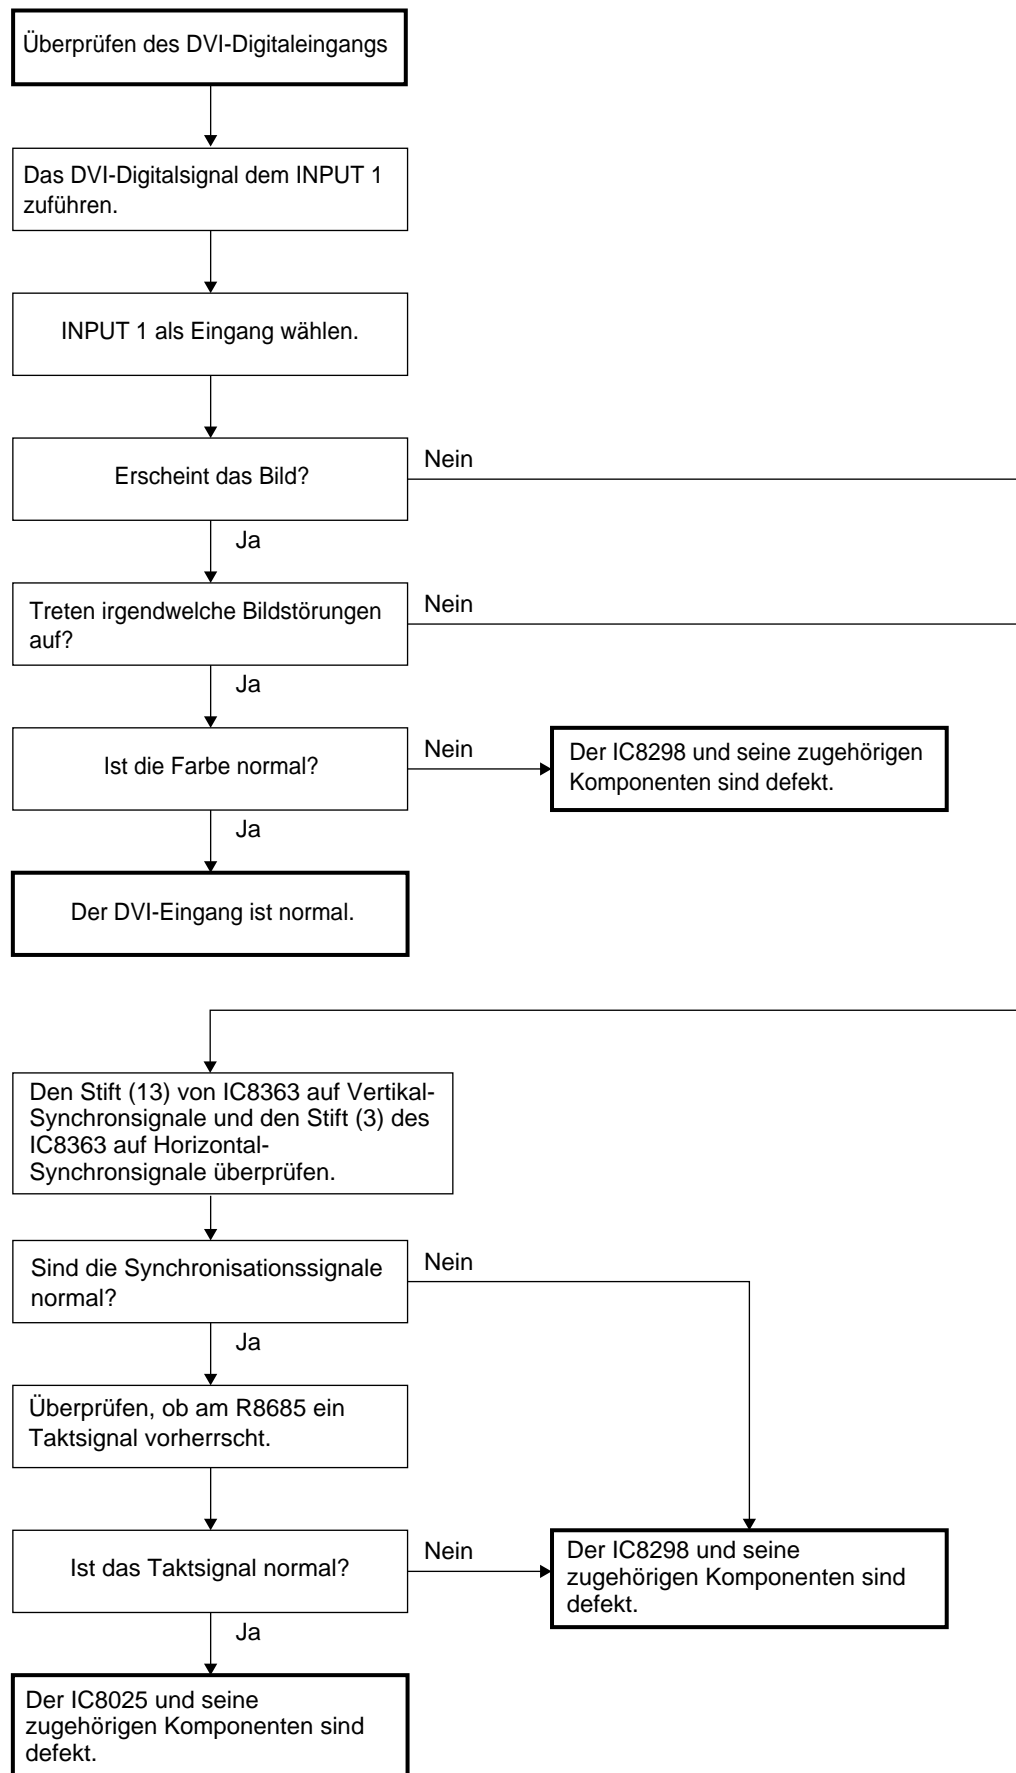 Überprüfen des DVI-Digitaleingangs
Das DVI-Digitalsignal dem INPUT 1
zuführen.
INPUT 1 als Eingang wählen.
Erscheint das Bild?
Nein
Ja
Treten irgendwelche Bildstörungen
auf?
Nein
Ja
Ist die Farbe normal?
Nein
Der IC8298 und seine zugehörigen
Komponenten sind defekt.
Ja
Der DVI-Eingang ist normal.
Den Stift (13) von IC8363 auf Vertikal-
Synchronsignale und den Stift (3) des
IC8363 auf Horizontal-
Synchronsignale überprüfen.
Sind die Synchronisationssignale
normal?
Nein
Ja
Überprüfen, ob am R8685 ein
Taktsignal vorherrscht.
Ist das Taktsignal normal?
Nein
Der IC8298 und seine
zugehörigen Komponenten sind
defekt.
Ja
Der IC8025 und seine
zugehörigen Komponenten sind
defekt.